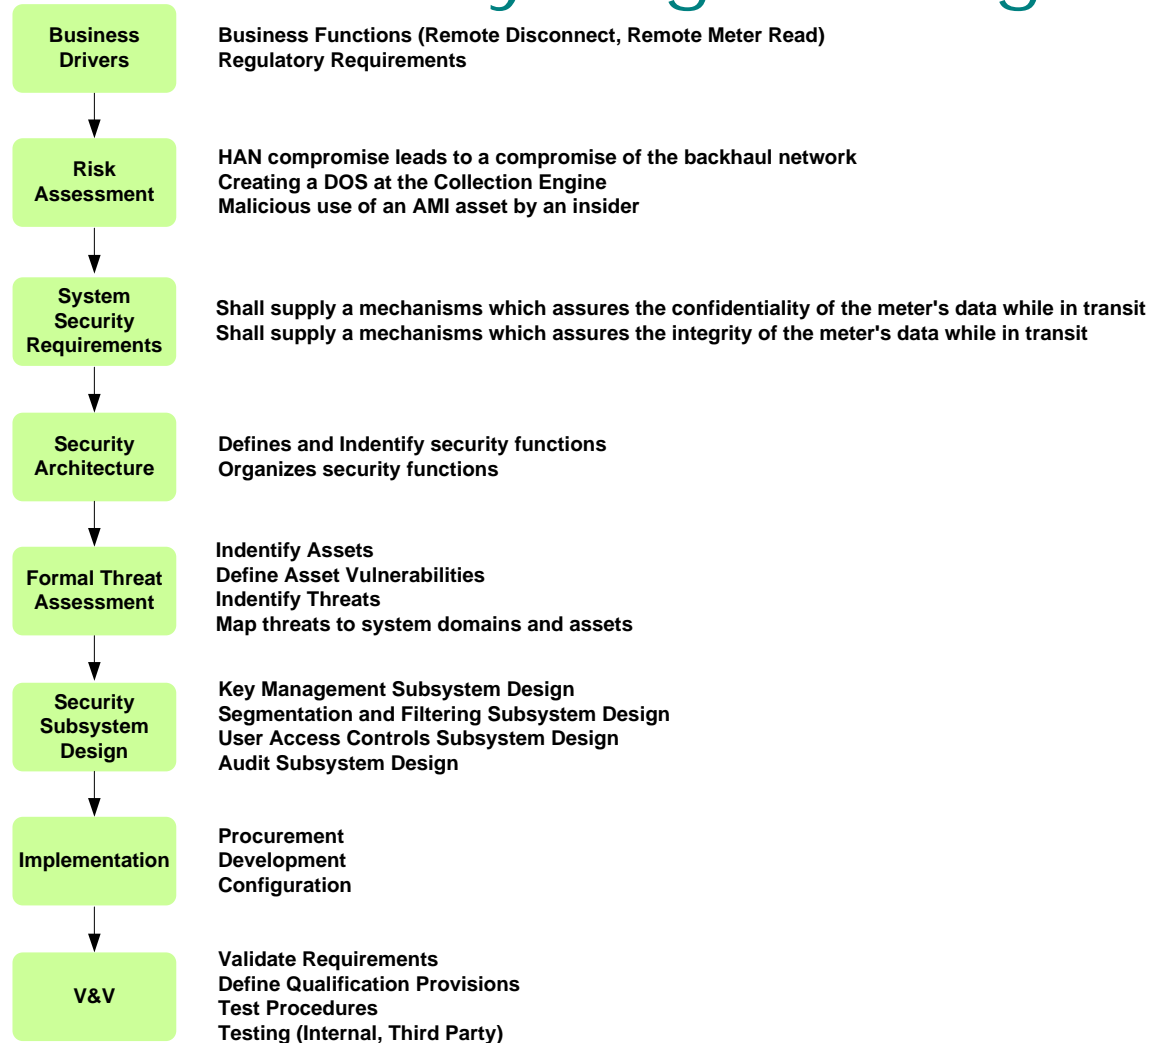 Business
Drivers
Business Functions (Remote Disconnect, Remote Meter Read)
Regulatory Requirements
Risk
Assessment
HAN compromise leads to a compromise of the backhaul network
Creating a DOS at the Collection Engine
Malicious use of an AMI asset by an insider
System
Security
Requirements
Shall supply a mechanisms which assures the confidentiality of the meter's data while in transit
Shall supply a mechanisms which assures the integrity of the meter's data while in transit
Security
Architecture
Defines and Indentify security functions
Organizes security functions
Formal Threat
Assessment
Indentify Assets
Define Asset Vulnerabilities
Indentify Threats
Map threats to system domains and assets
Security
Subsystem
Design
Key Management Subsystem Design
Segmentation and Filtering Subsystem Design
User Access Controls Subsystem Design
Audit Subsystem Design
Implementation
Procurement
Development
Configuration
V&V
Validate Requirements
Define Qualification Provisions
Test Procedures
Testing (Internal, Third Party)